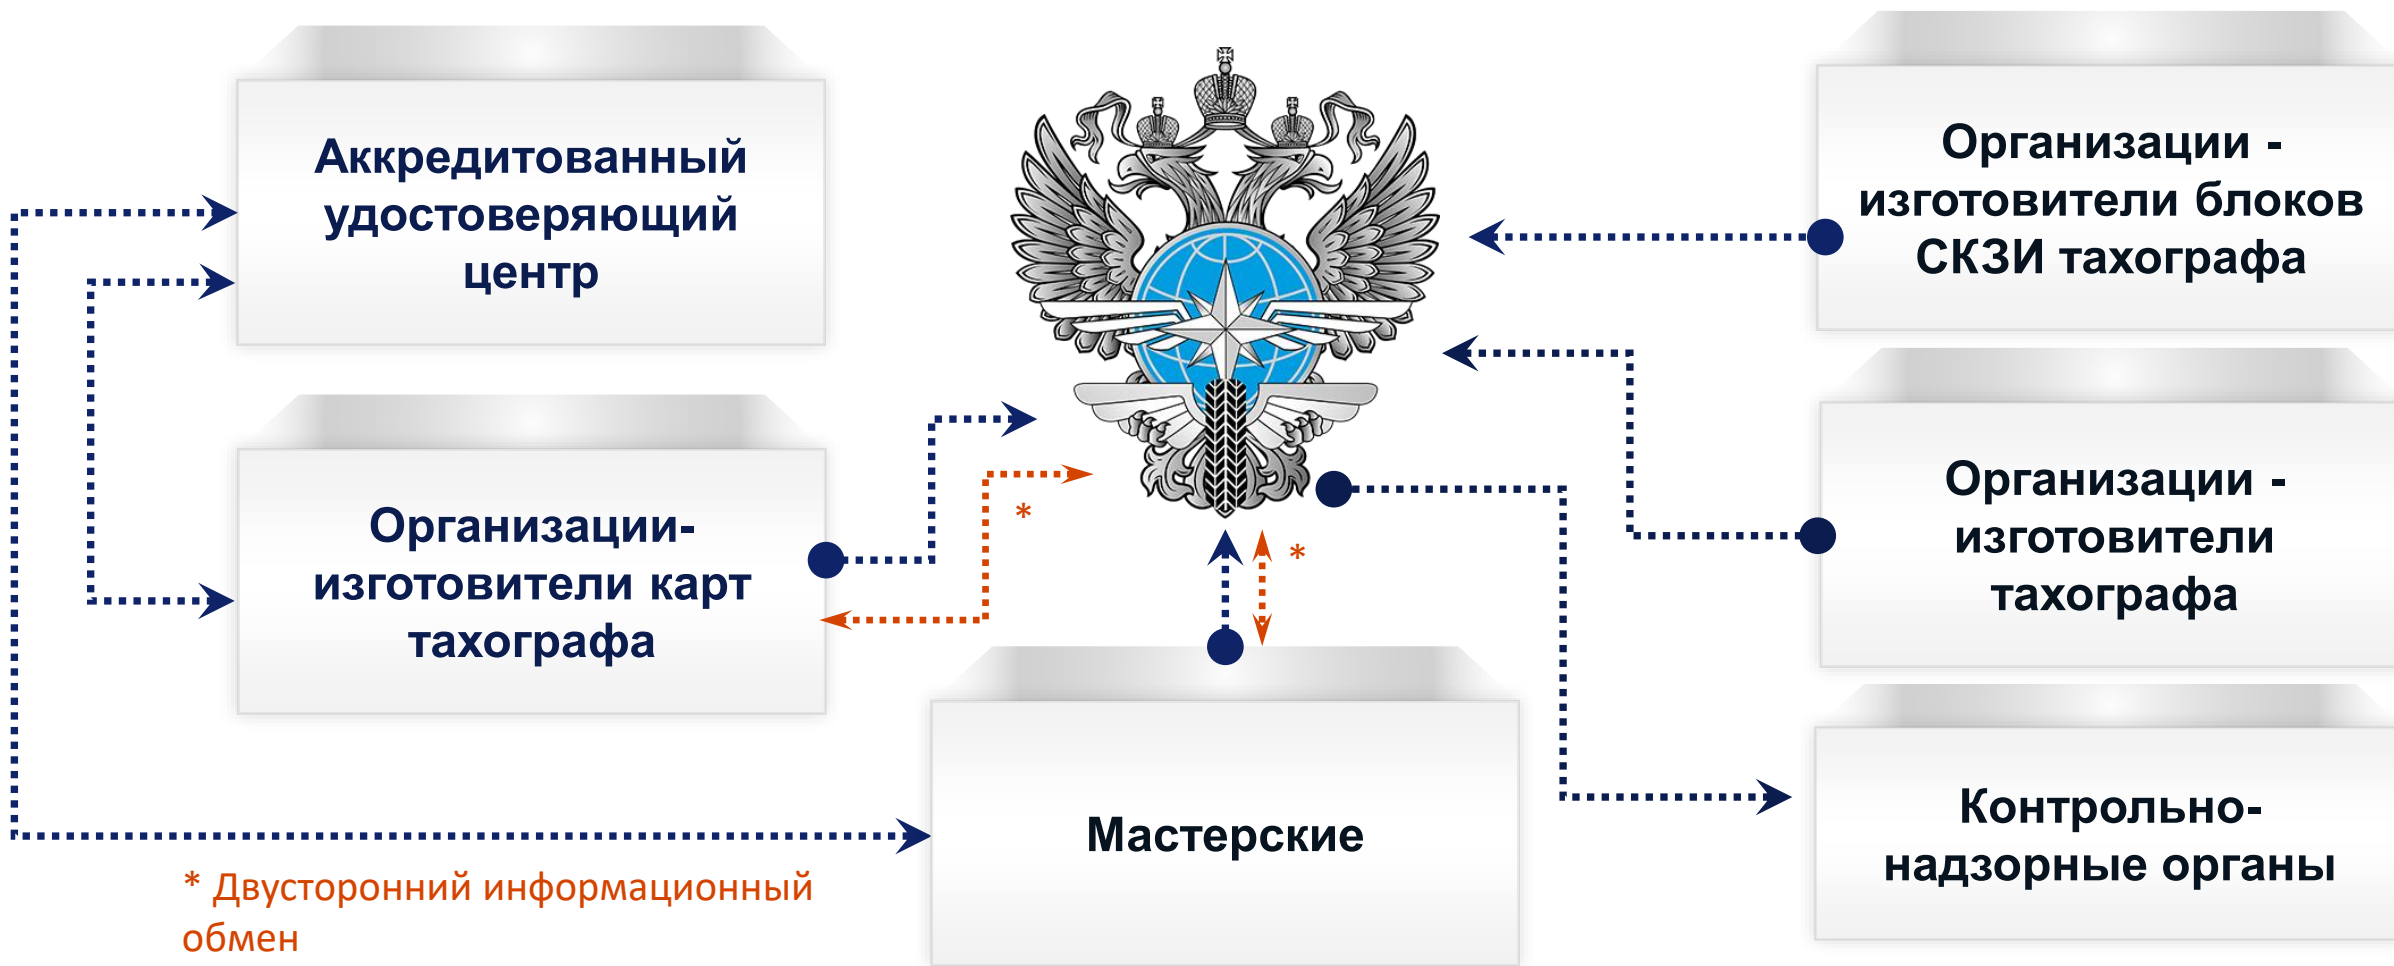 Аккредитованный
удостоверяющий
центр
Организации-
изготовители карт
тахографа
*
*
Мастерские
* Двусторонний информационный
обмен
Организации -
изготовители блоков
СКЗИ тахографа
Организации -
изготовители
тахографа
Контрольно-
надзорные органы